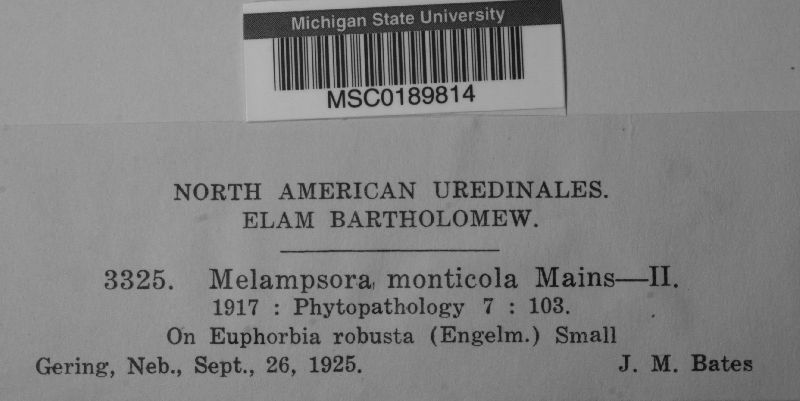 Michigan State University
MSC0189814
NORTH AMERICAN UREDINALES.
ELAM BARTHOLOMEW.
3325. Melampsora monticola Mains—II.
1917 : Phytopathology 7 : 103.
On Euphorbia robusta (Engelm.) Small
Gering, Neb., Sept., 26, 1925. J. M. Bates